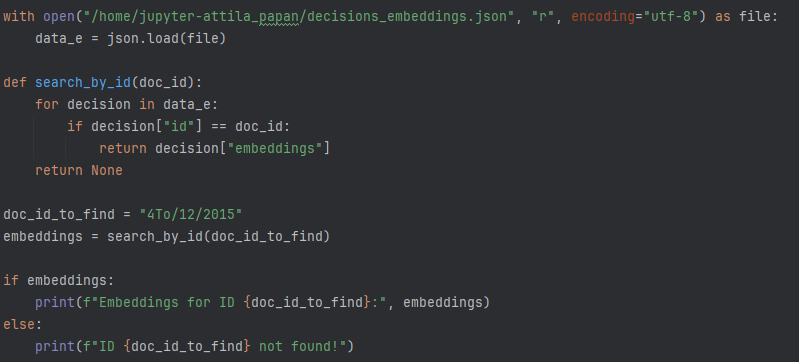 with open("/home/jupyter-attila_papan/decisions_embeddings.json", "r", encoding="utf-8") as file:
    data_e = json.load(file)

def search_by_id(doc_id):
    for decision in data_e:
        if decision["id"] == doc_id:
            return decision["embeddings"]
    return None

doc_id_to_find = "4To/12/2015"
embeddings = search_by_id(doc_id_to_find)

if embeddings:
    print(f"Embeddings for ID {doc_id_to_find}:", embeddings)
else:
    print(f"ID {doc_id_to_find} not found!")